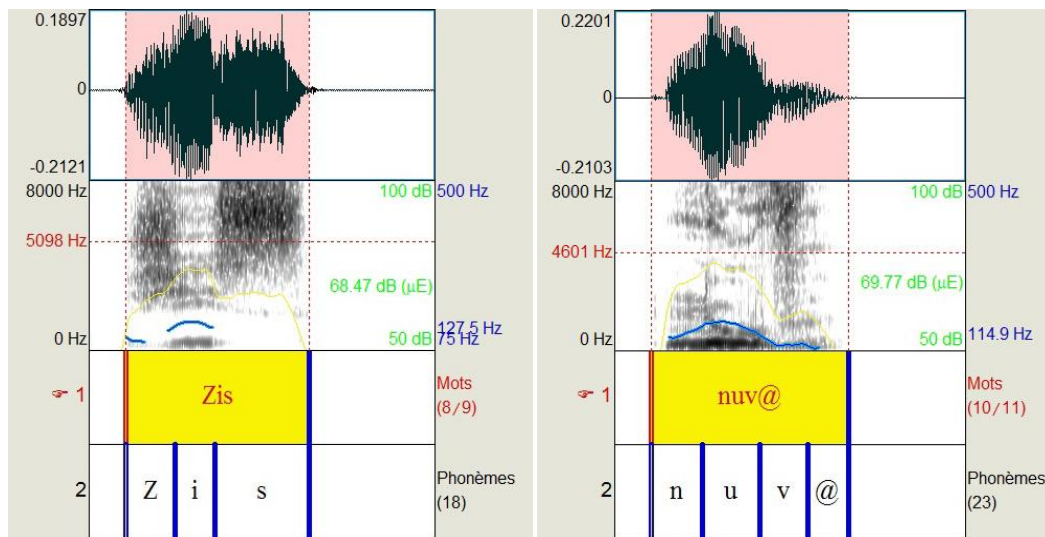 0.1897
0
-0.2121
8000 Hz
100 dB
500 Hz
5098 Hz
68.47 dB (µE)
127.5 Hz
75 Hz
0 Hz
50 dB
☞ 1
Zis
Mots
(8/9)
2
Z i s
Phonèmes
(18)
0.2201
0
-0.2103
8000 Hz
100 dB
500 Hz
4601 Hz
69.77 dB (µE)
114.9 Hz
0 Hz
50 dB
☞ 1
nuv@
Mots
(10/11)
2
n u v @
Phonèmes
(23)